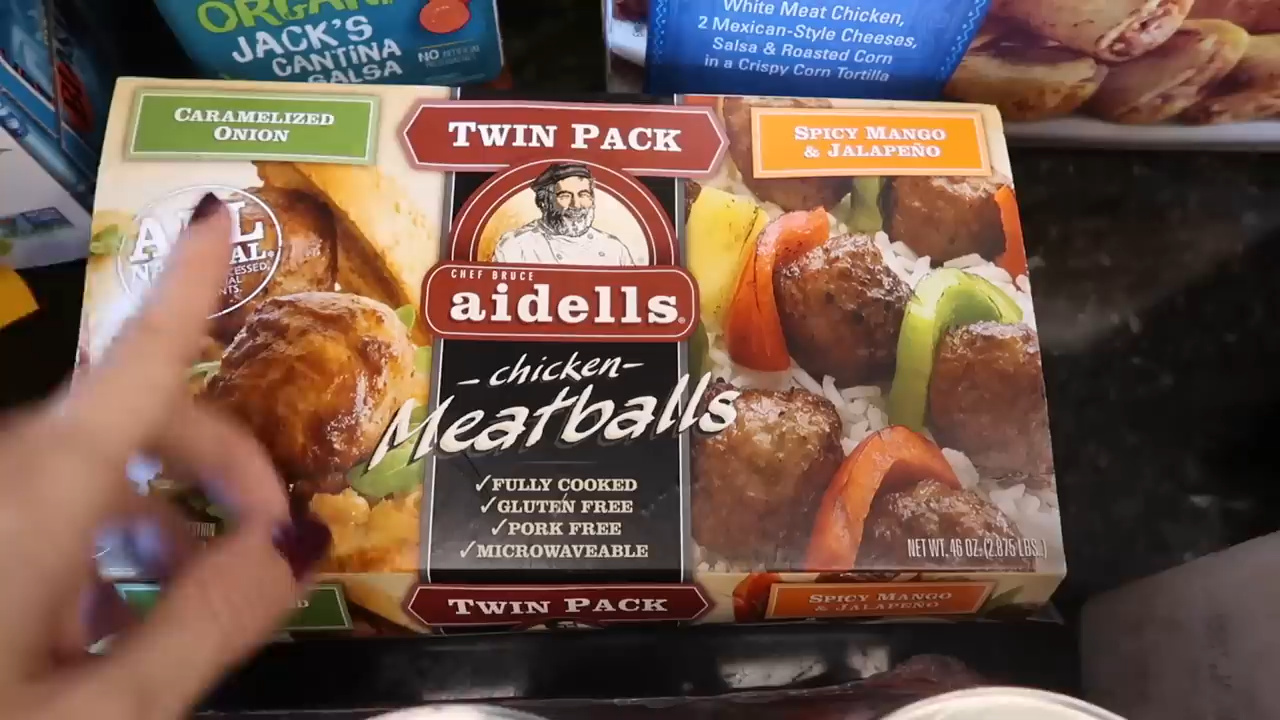 JACK'S
CANTINA
SALSA
NO
White Meat Chicken,
2 Mexican-Style Cheeses,
Salsa & Roasted Corn
in a Crispy Corn Tortilla
CARAMELIZED
ONION
TWIN PACK
SPICY MANGO
& JALAPEÑO
CHEF BRUCE
aidells®
-chicken-
Meatballs
✓FULLY COOKED
✓GLUTEN FREE
✓PORK FREE
✓MICROWAVEABLE
NET WT. 46 OZ. (2.875 LBS.)
TWIN PACK
SPICY MANGO
& JALAPEÑO